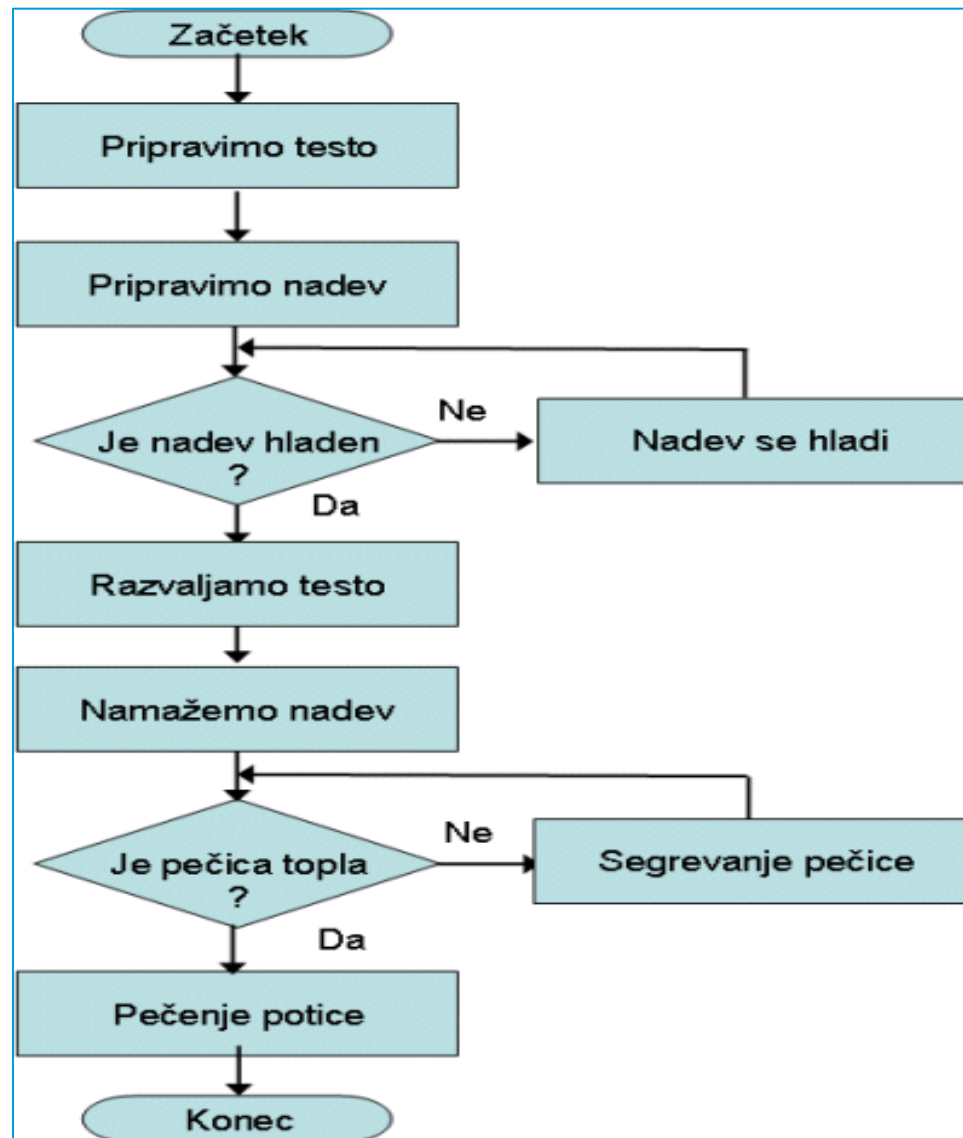 Začetek
Pripravimo testo
Pripravimo nadev
Ne
Je nadev hladen
?
Nadev se hladi
Da
Razvaljamo testo
Namažemo nadev
Ne
Je pečica topla
?
Segrevanje pečice
Da
Pečenje potice
Konec